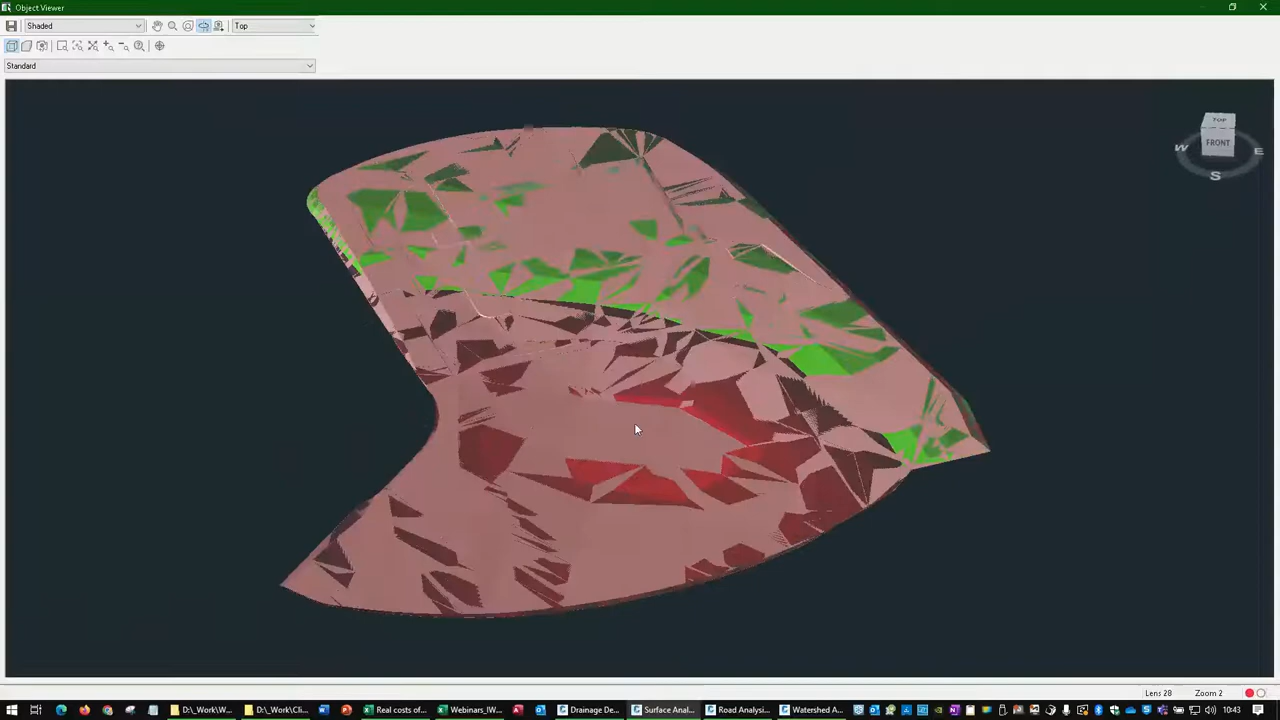 Object Viewer
Shaded
Top
Standard
TOP
FRONT
W
E
S
Lens 28
Zoom 2
D:\_Work\W...
D:\_Work\Cli...
Real costs of...
Webinars_IW...
Drainage De...
Surface Anal...
Road Analysi...
Watershed A...
10:43